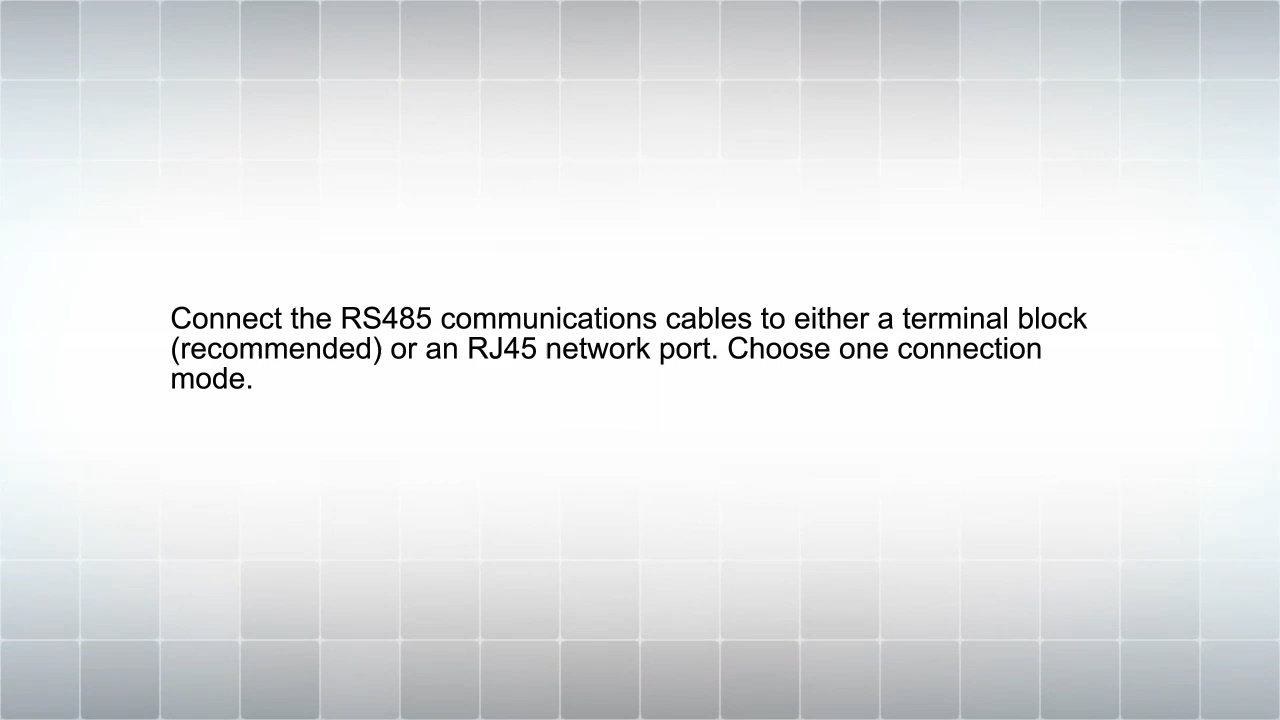 Connect the RS485 communications cables to either a terminal block
(recommended) or an RJ45 network port. Choose one connection
mode.